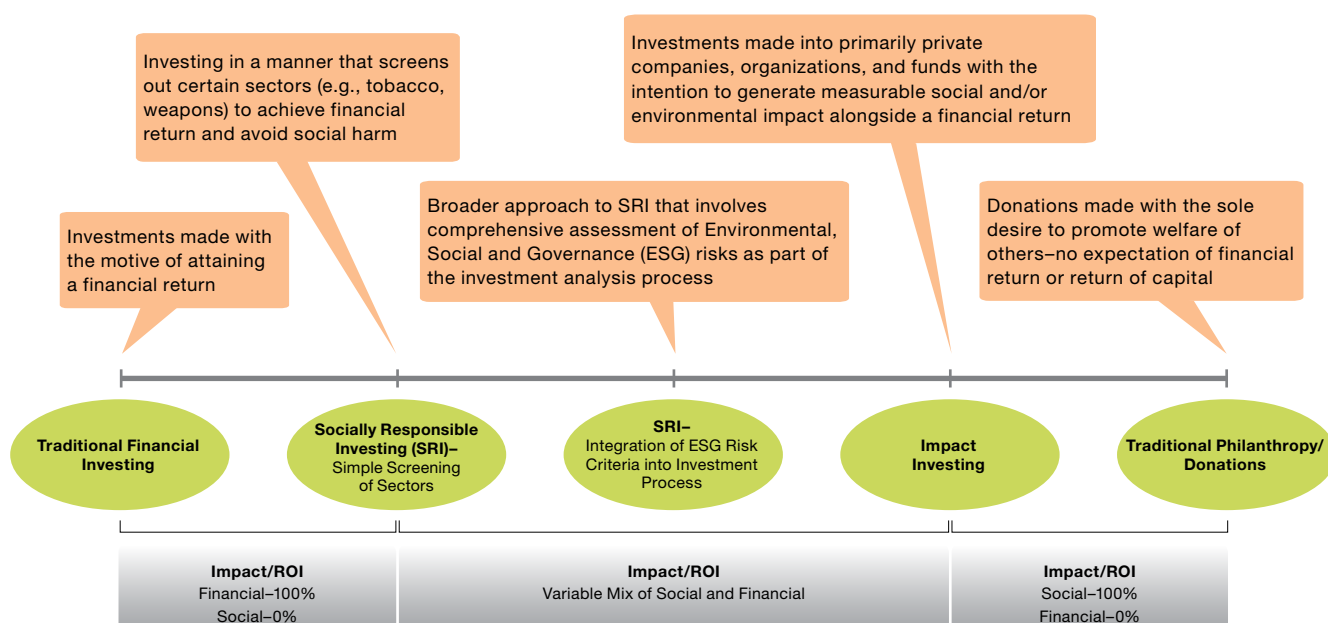 Investing in a manner that screens
out certain sectors (e.g., tobacco,
weapons) to achieve financial
return and avoid social harm
Investments made into primarily private
companies, organizations, and funds with the
intention to generate measurable social and/or
environmental impact alongside a financial return
Investments made with
the motive of attaining
a financial return
Broader approach to SRI that involves
comprehensive assessment of Environmental,
Social and Governance (ESG) risks as part of
the investment analysis process
Donations made with the sole
desire to promote welfare of
others–no expectation of financial
return or return of capital
Traditional Financial
Investing
Socially Responsible
Investing (SRI)–
Simple Screening
of Sectors
SRI–
Integration of ESG Risk
Criteria into Investment
Process
Impact
Investing
Traditional Philanthropy/
Donations
Impact/ROI
Financial–100%
Social–0%
Impact/ROI
Variable Mix of Social and Financial
Impact/ROI
Social–100%
Financial–0%